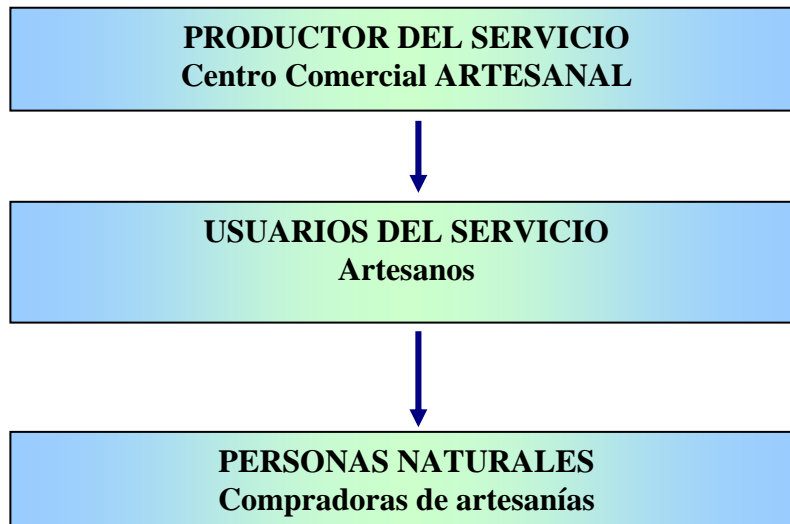 PRODUCTOR DEL SERVICIO
Centro Comercial ARTESANAL
USUARIOS DEL SERVICIO
Artesanos
PERSONAS NATURALES
Compradoras de artesanías